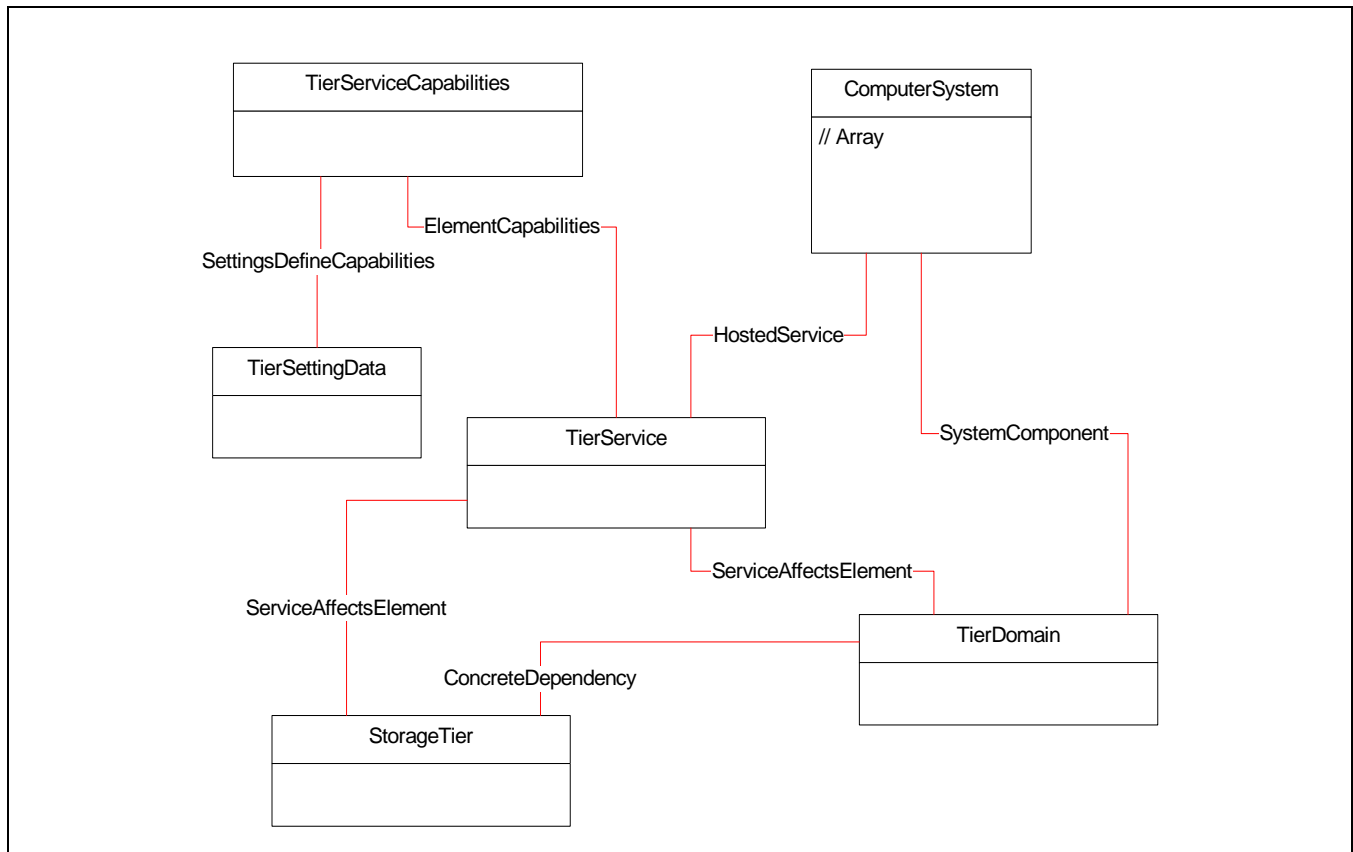 TierServiceCapabilities
ComputerSystem
// Array
ElementCapabilities
SettingsDefineCapabilities
HostedService
TierSettingData
TierService
SystemComponent
ServiceAffectsElement
ServiceAffectsElement
TierDomain
ConcreteDependency
StorageTier